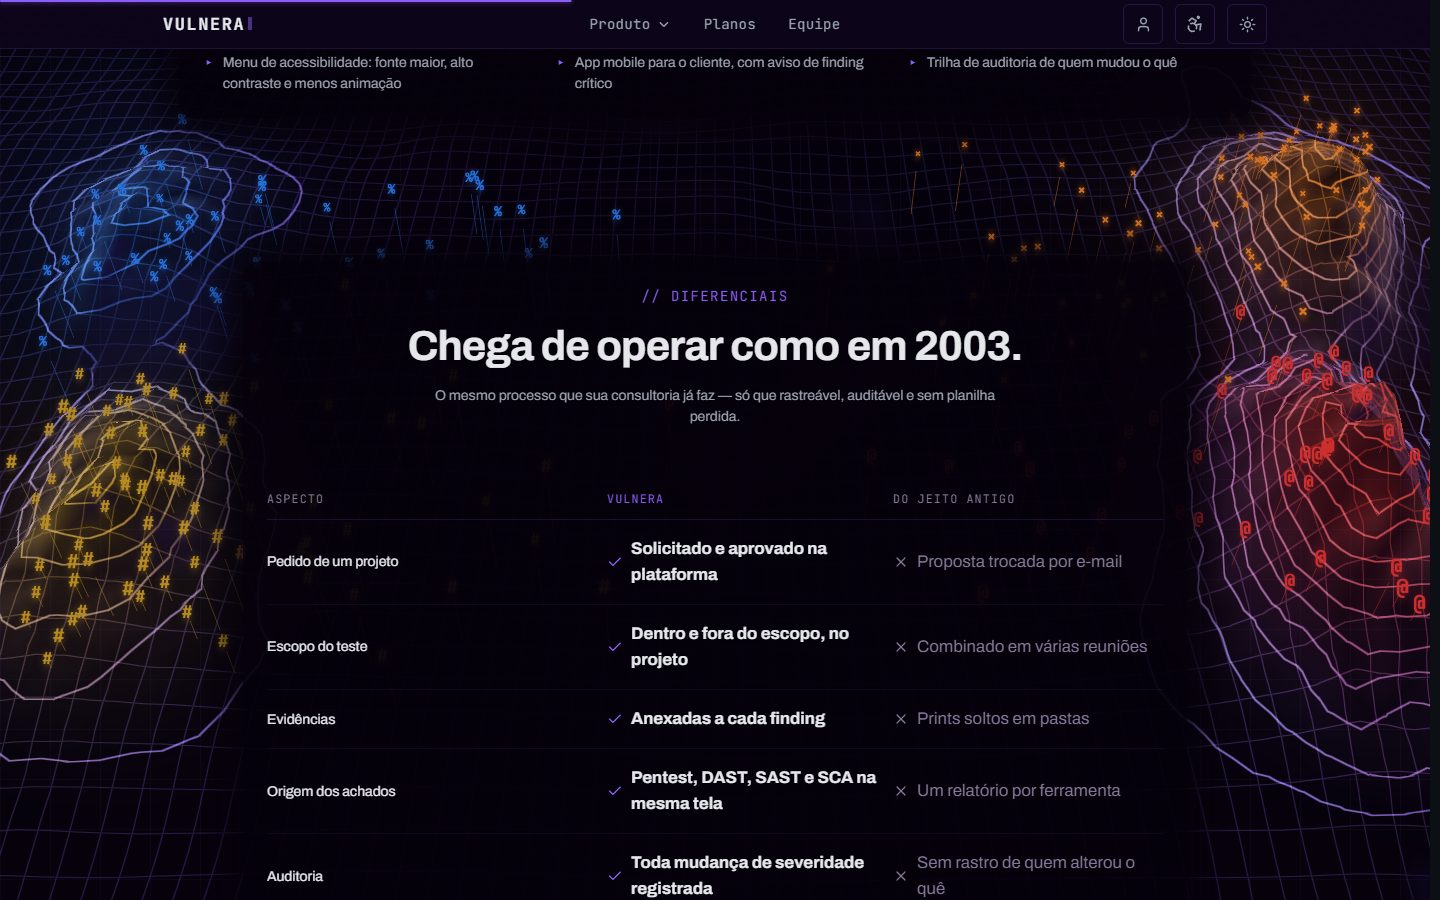 VULNERA
Produto
Planos
Equipe
Menu de acessibilidade: fonte maior, alto
contraste e menos animação
App mobile para o cliente, com aviso de finding
crítico
Trilha de auditoria de quem mudou o quê
// DIFERENCIAIS
Chega de operar como em 2003.
O mesmo processo que sua consultoria já faz — só que rastreável, auditável e sem planilha
perdida.
ASPECTO
VULNERA
DO JEITO ANTIGO
Pedido de um projeto
Solicitado e aprovado na
plataforma
Proposta trocada por e-mail
Escopo do teste
Dentro e fora do escopo, no
projeto
Combinado em várias reuniões
Evidências
Anexadas a cada finding
Prints soltos em pastas
Origem dos achados
Pentest, DAST, SAST e SCA na
mesma tela
Um relatório por ferramenta
Auditoria
Toda mudança de severidade
registrada
Sem rastro de quem alterou o
quê